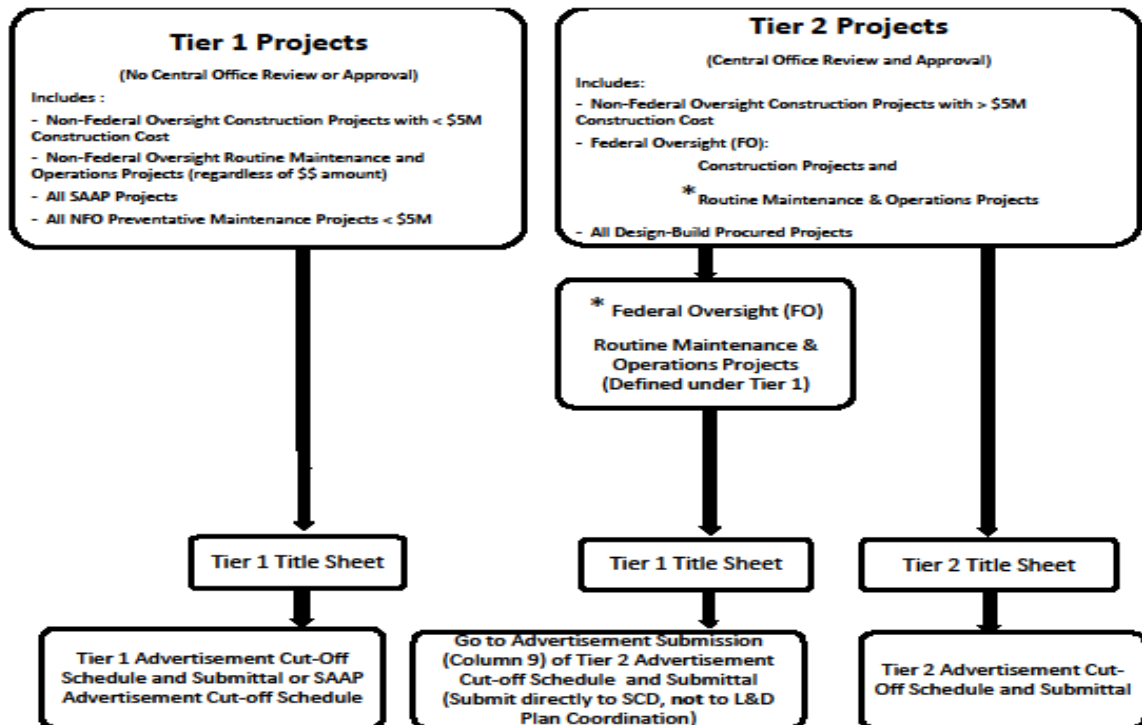 Tier 1 Projects
(No Central Office Review or Approval)
Includes :
- Non-Federal Oversight Construction Projects with < $5M
Construction Cost
- Non-Federal Oversight Routine Maintenance and
Operations Projects (regardless of $$ amount)
- All SAAP Projects
- All NFO Preventative Maintenance Projects < $5M
Tier 2 Projects
(Central Office Review and Approval)
Includes:
- Non-Federal Oversight Construction Projects with > $5M
Construction Cost
- Federal Oversight (FO):
Construction Projects and
* Routine Maintenance & Operations Projects
- All Design-Build Procured Projects
* Federal Oversight (FO)
Routine Maintenance &
Operations Projects
(Defined under Tier 1)
Tier 1 Title Sheet
Tier 1 Title Sheet
Tier 2 Title Sheet
Tier 1 Advertisement Cut-Off
Schedule and Submittal or SAAP
Advertisement Cut-off Schedule
Go to Advertisement Submission
(Column 9) of Tier 2 Advertisement
Cut-off Schedule and Submittal
(Submit directly to SCD, not to L&D
Plan Coordination)
Tier 2 Advertisement Cut-
Off Schedule and Submittal